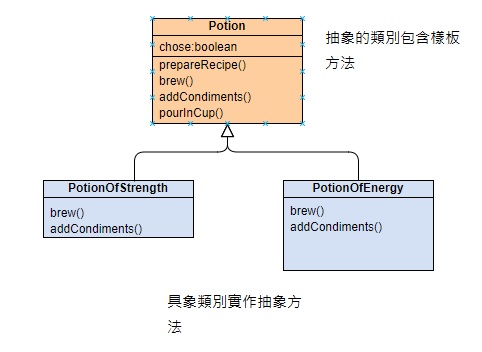 Potion
抽象的類別包含樣板
方法
chose:boolean
prepareRecipe()
brew()
addCondiments()
pourInCup()
PotionOfStrength
brew()
addCondiments()
PotionOfEnergy
brew()
addCondiments()
具象類別實作抽象方
法